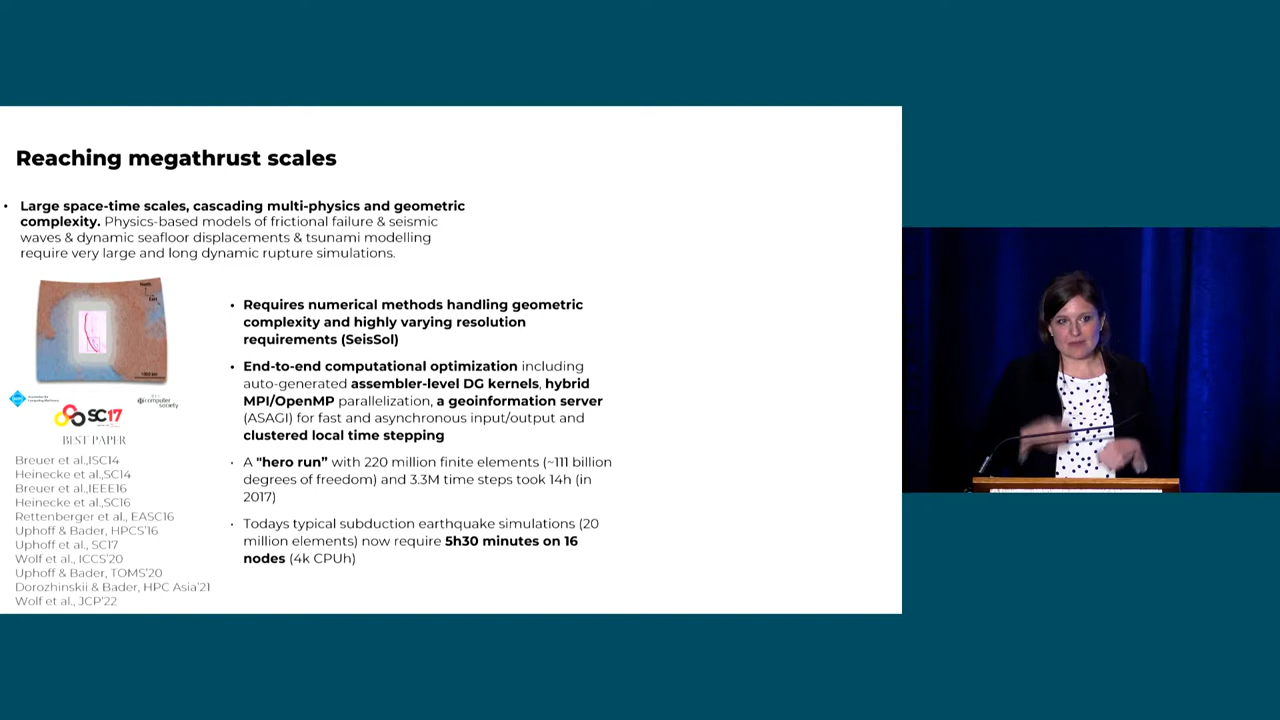 Reaching megathrust scales
• Large space-time scales, cascading multi-physics and geometric
complexity. Physics-based models of frictional failure & seismic
waves & dynamic seafloor displacements & tsunami modelling
require very large and long dynamic rupture simulations.
• Requires numerical methods handling geometric
complexity and highly varying resolution
requirements (SeisSol)
• End-to-end computational optimization including
auto-generated assembler-level DG kernels, hybrid
MPI/OpenMP parallelization, a geoinformation server
(ASAGI) for fast and asynchronous input/output and
clustered local time stepping
• A "hero run” with 220 million finite elements (~111 billion
degrees of freedom) and 3.3M time steps took 14h (in
2017)
• Todays typical subduction earthquake simulations (20
million elements) now require 5h30 minutes on 16
nodes (4k CPUh)
computer
society
SC17
BEST PAPER
Breuer et al.,ISC14
Heinecke et al.,SC14
Breuer et al.,IEEE16
Heinecke et al.,SC16
Rettenberger et al., EASC16
Uphoff & Bader, HPCS'16
Uphoff et al., SC17
Wolf et al., ICCS'20
Uphoff & Bader, TOMS'20
Dorozhinskii & Bader, HPC Asia'21
Wolf et al., JCP'22